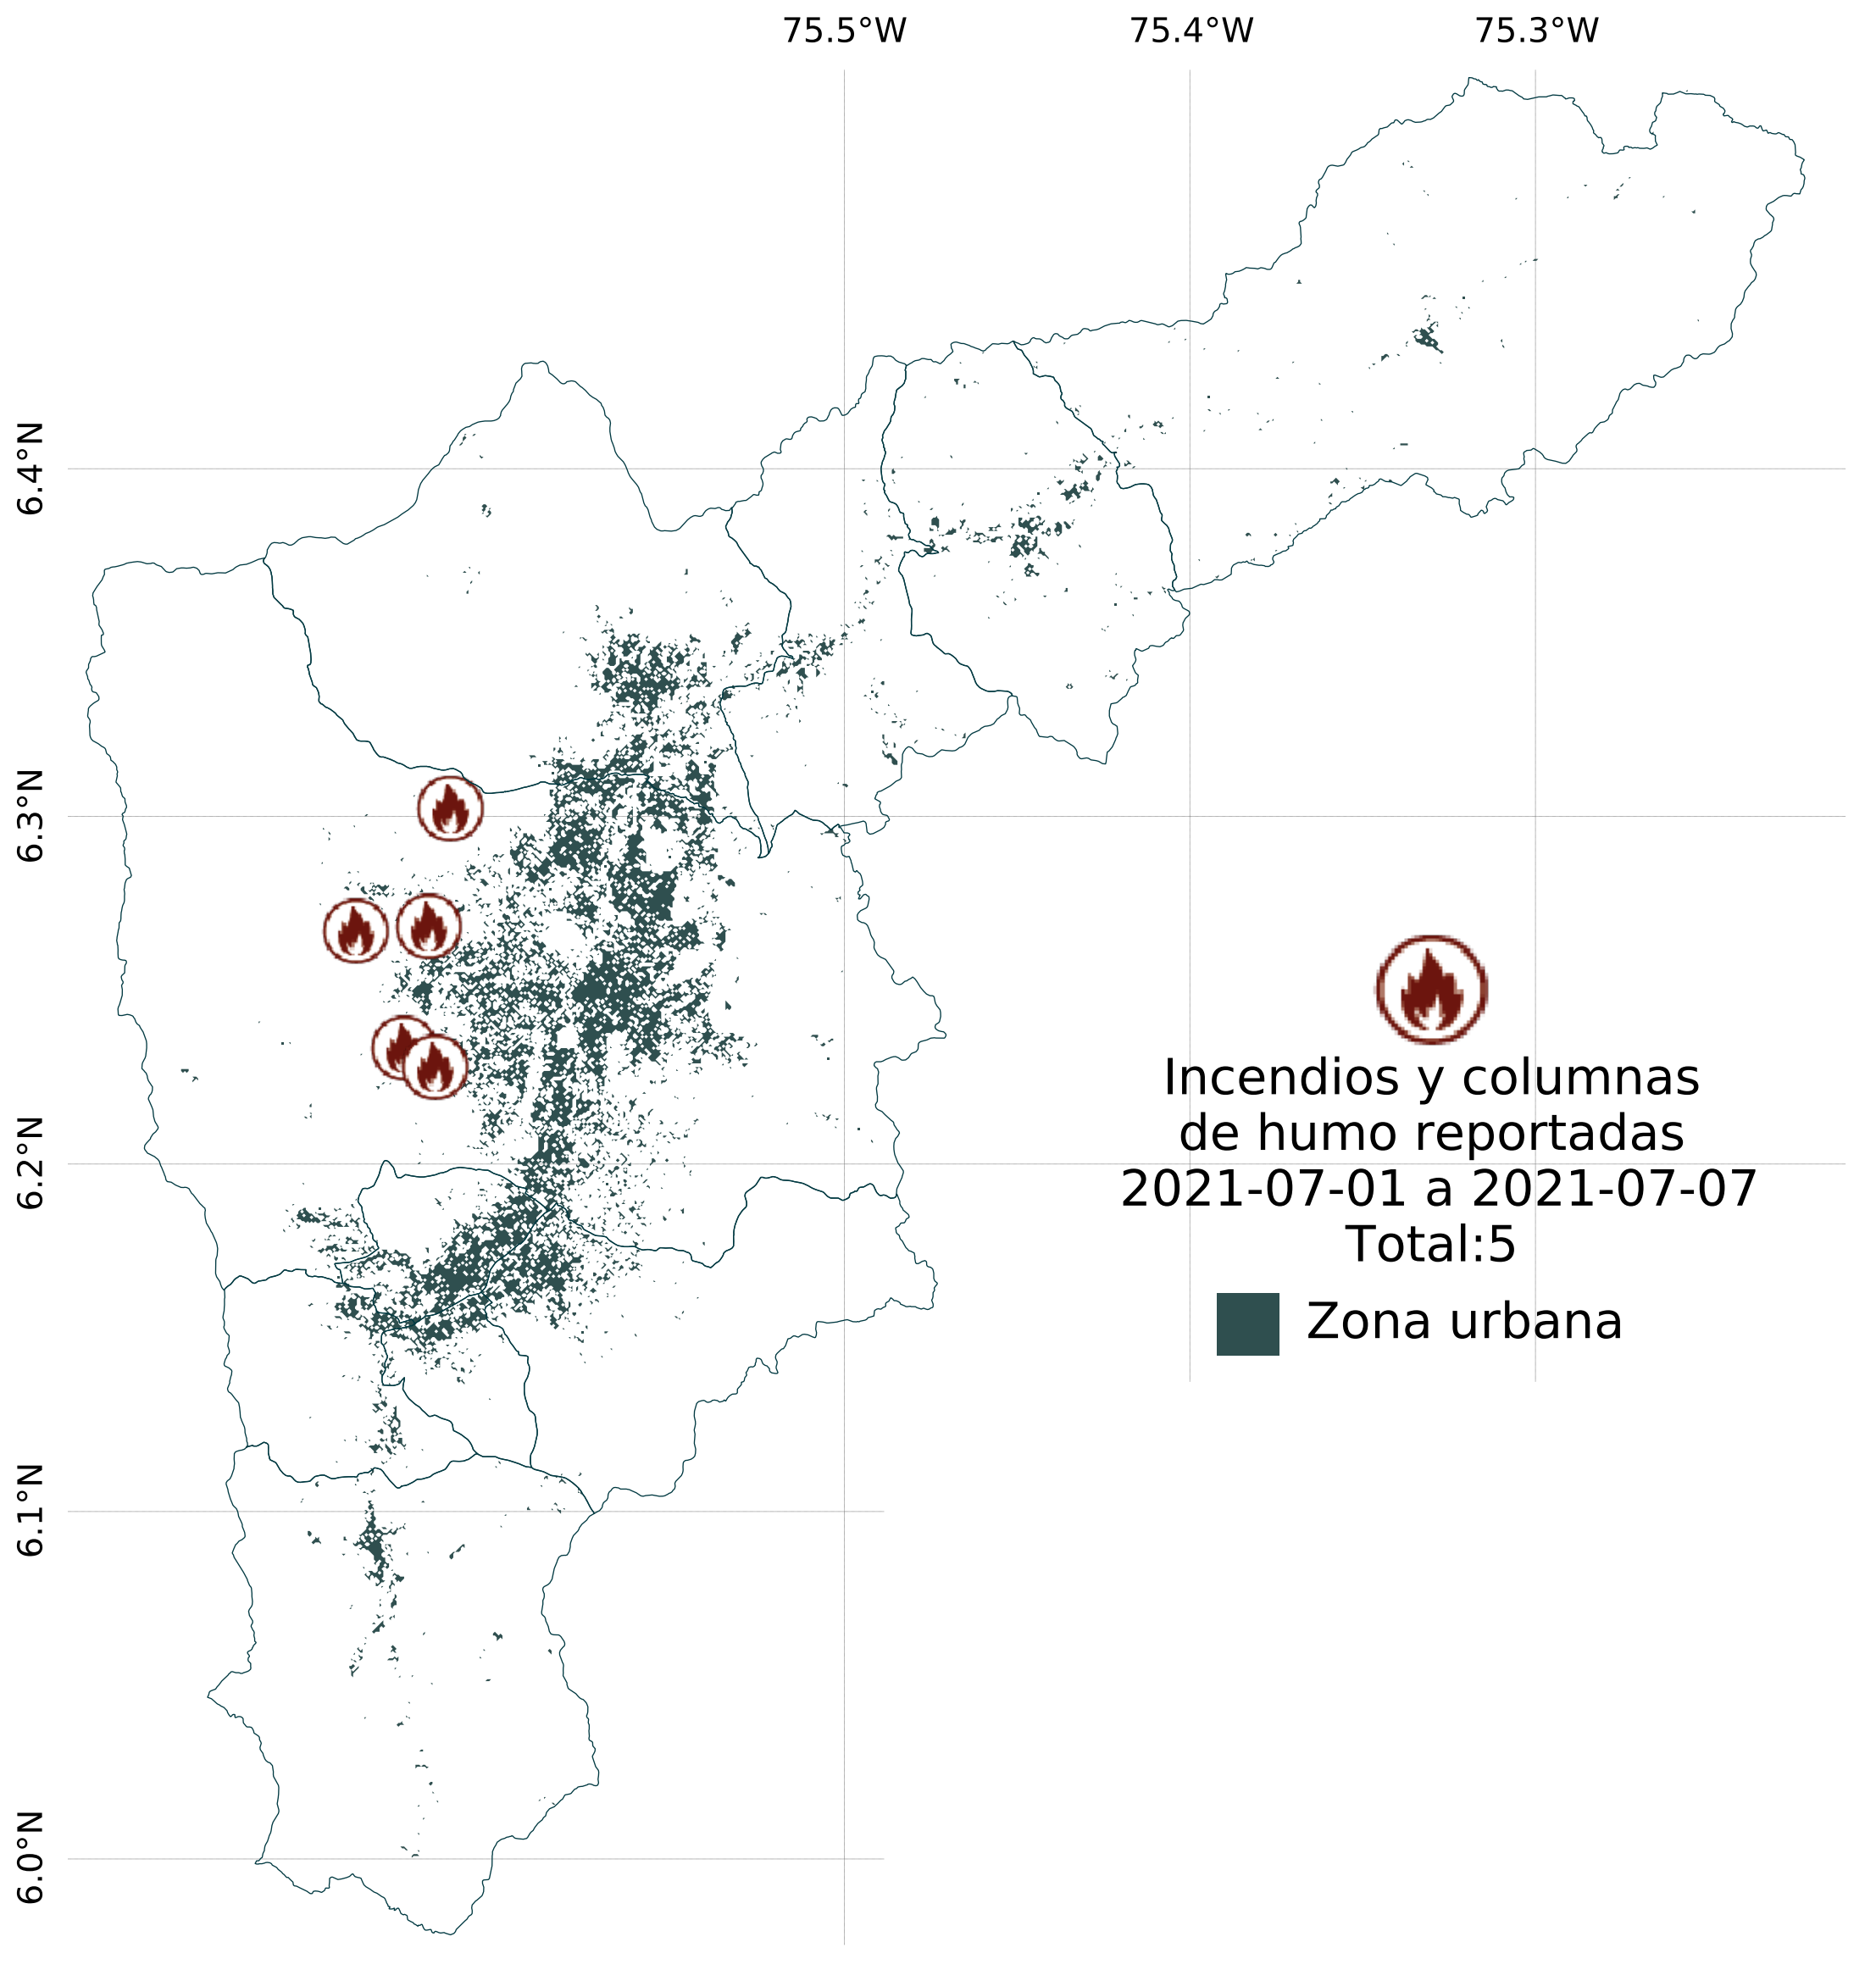 75.5°W 75.4°W 75.3°W
6.4°N
6.3°N
6.2°N
6.1°N
6.0°N
Incendios y columnas
de humo reportadas
2021-07-01 a 2021-07-07
Total:5
Zona urbana